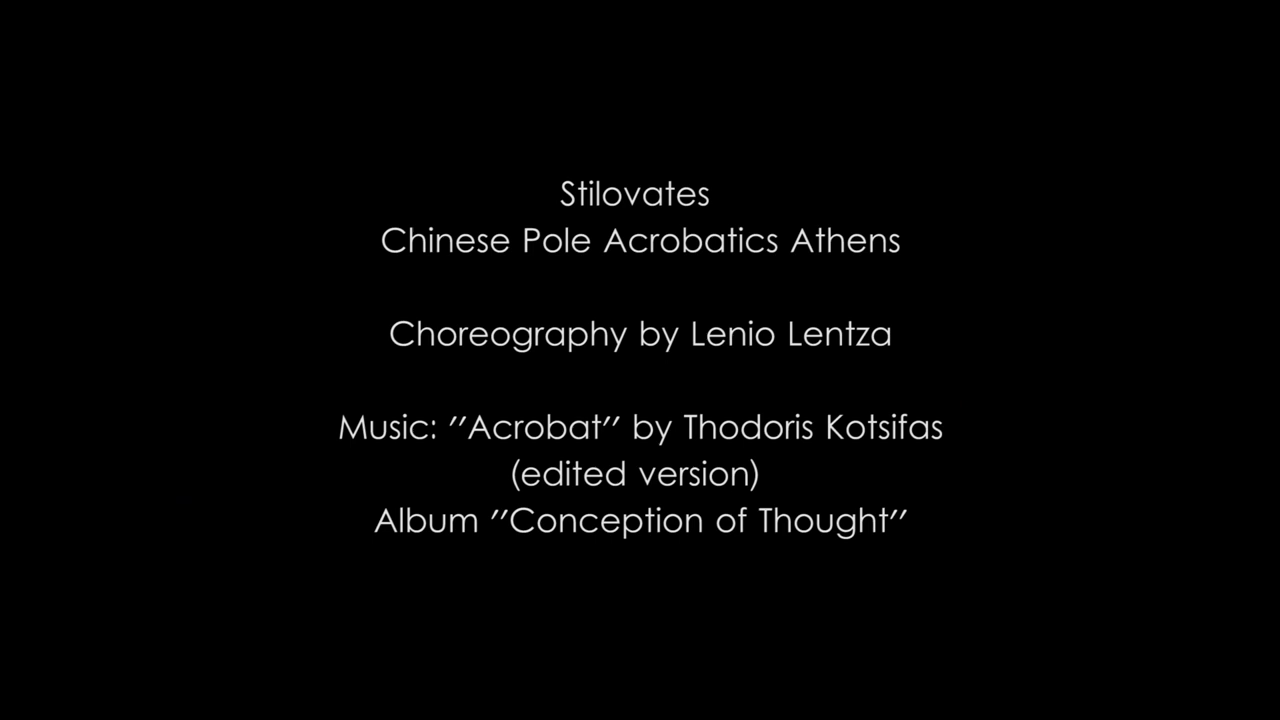 Stilovates
Chinese Pole Acrobatics Athens
Choreography by Lenio Lentza
Music: "Acrobat" by Thodoris Kotsifas
(edited version)
Album "Conception of Thought"